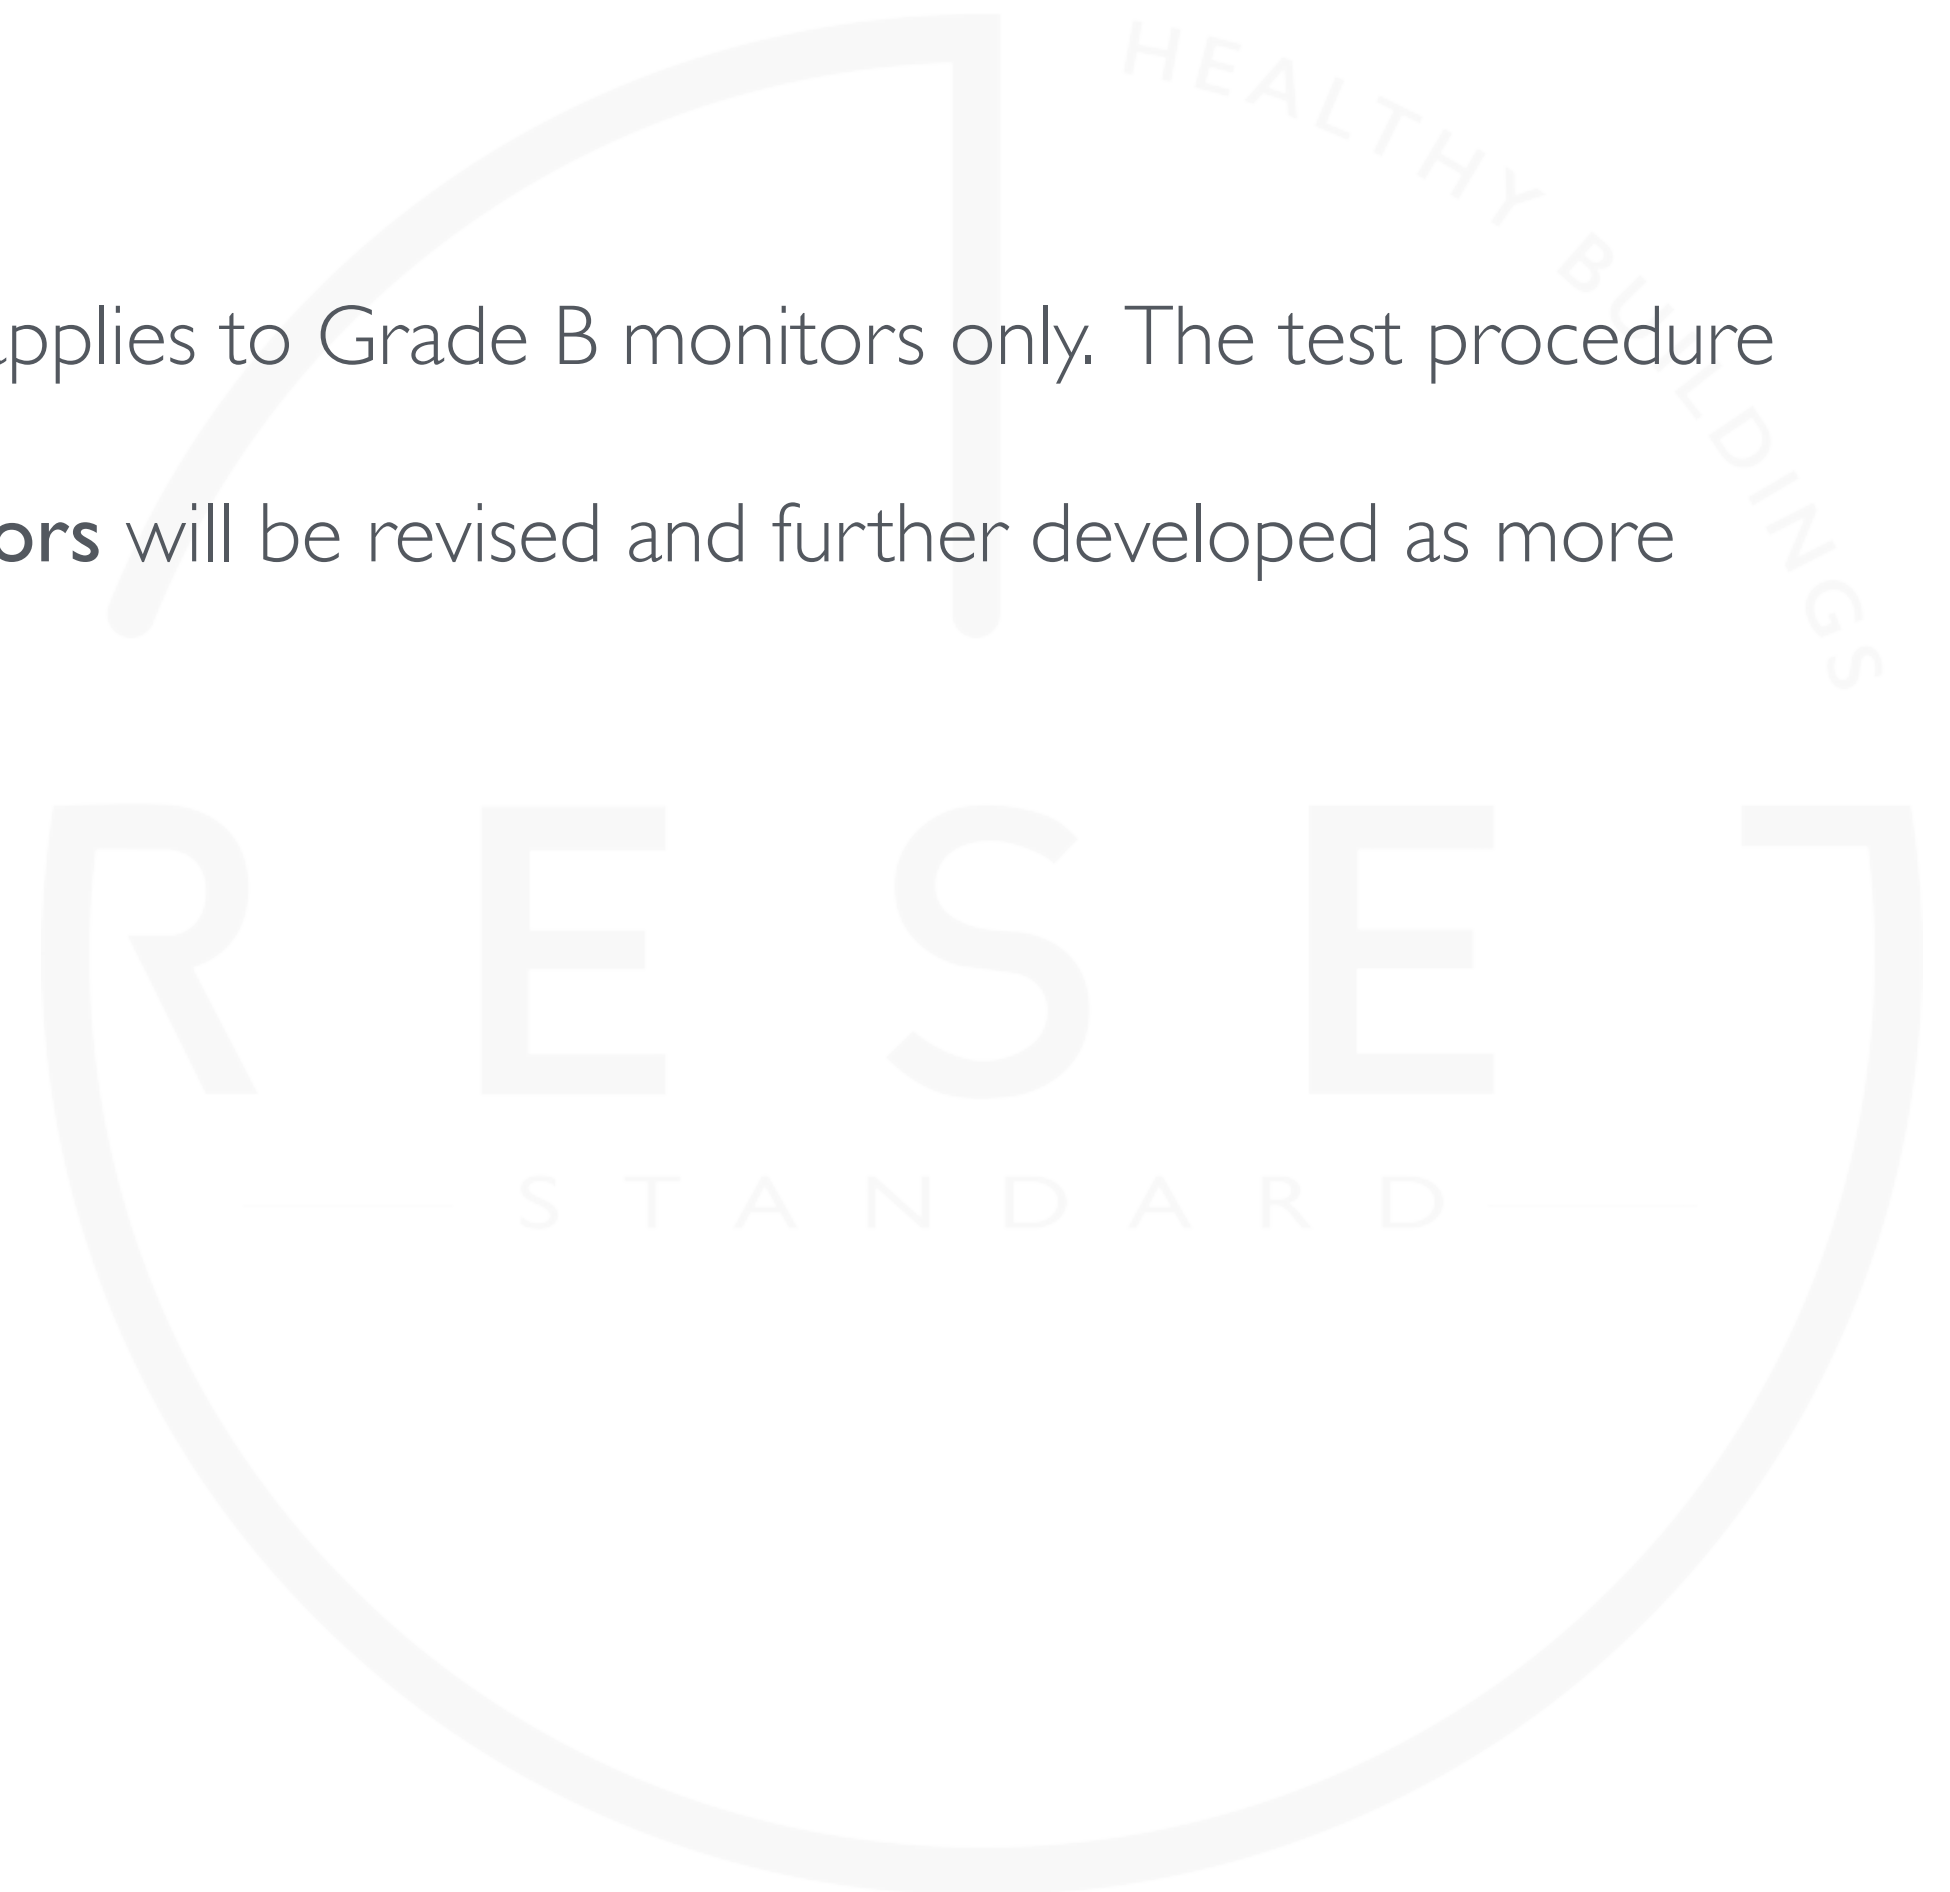 HEALTHY BUILDINGS
applies to Grade B monitors only. The test procedure
ors will be revised and further developed as more
RESET
STANDARD